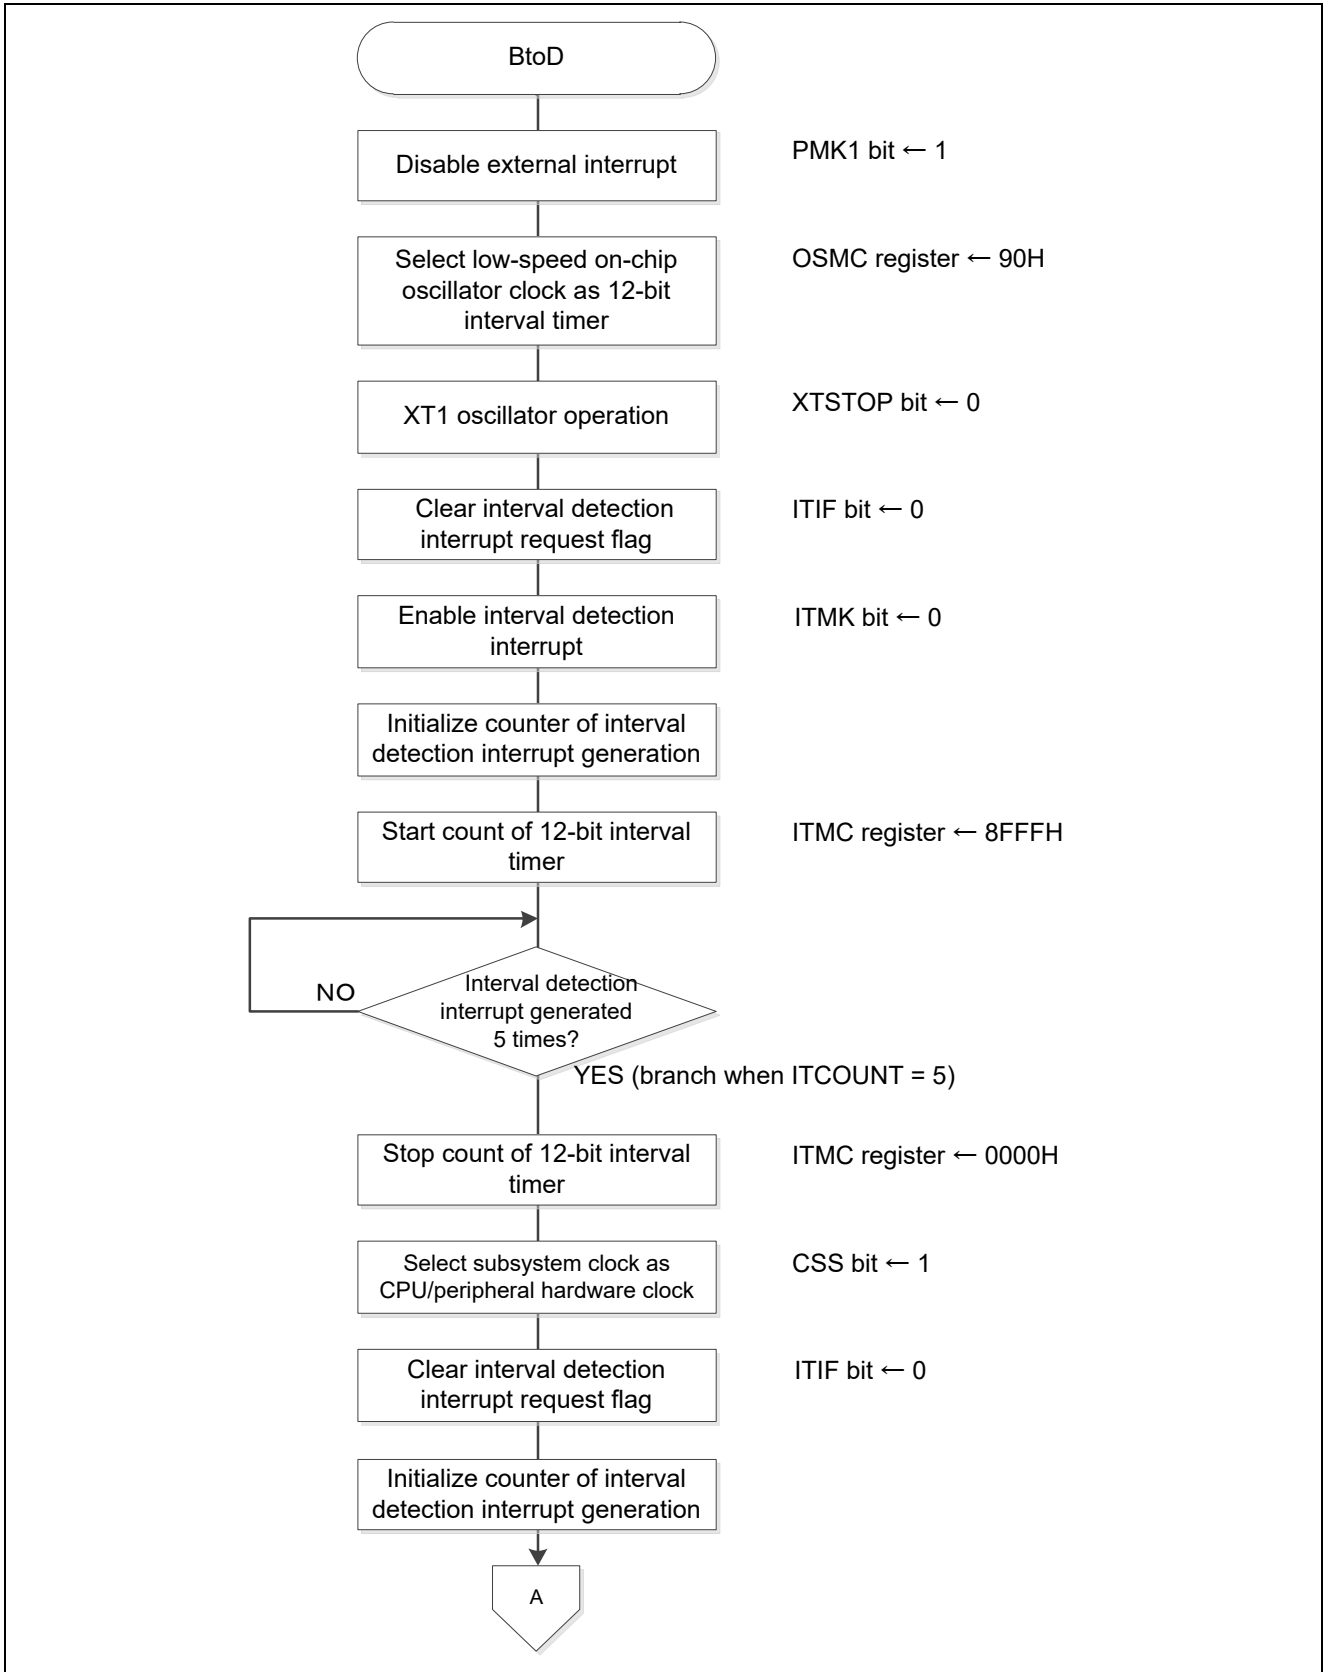 BtoD
Disable external interrupt
PMK1 bit ← 1
Select low-speed on-chip
oscillator clock as 12-bit
interval timer
OSMC register ← 90H
XT1 oscillator operation
XTSTOP bit ← 0
Clear interval detection
interrupt request flag
ITIF bit ← 0
Enable interval detection
interrupt
ITMK bit ← 0
Initialize counter of interval
detection interrupt generation
Start count of 12-bit interval
timer
ITMC register ← 8FFFH
Interval detection
interrupt generated
5 times?
NO
YES (branch when ITCOUNT = 5)
Stop count of 12-bit interval
timer
ITMC register ← 0000H
Select subsystem clock as
CPU/peripheral hardware clock
CSS bit ← 1
Clear interval detection
interrupt request flag
ITIF bit ← 0
Initialize counter of interval
detection interrupt generation
A